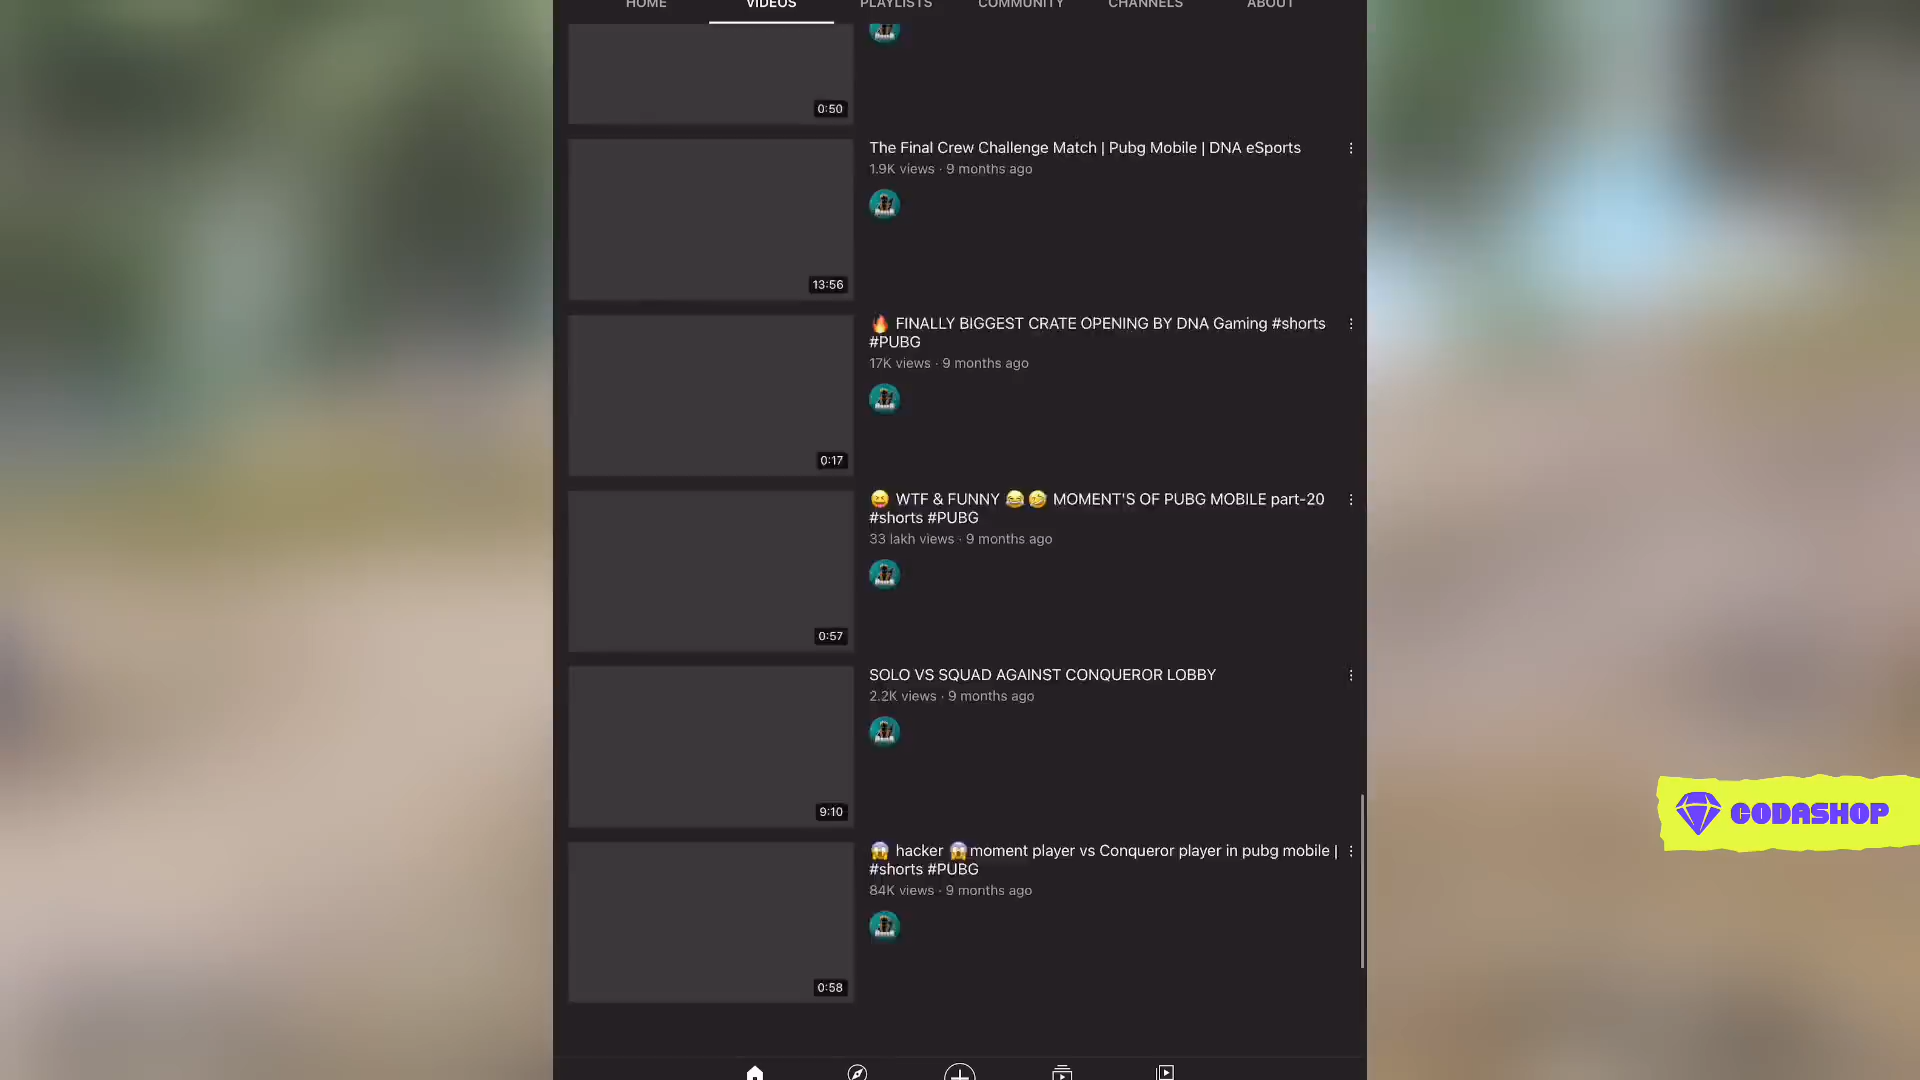 HOME VIDEOS PLAYLISTS COMMUNITY CHANNELS ABOUT
0:50
The Final Crew Challenge Match | Pubg Mobile | DNA eSports
1.9K views · 9 months ago
13:56
🔥 FINALLY BIGGEST CRATE OPENING BY DNA Gaming #shorts
#PUBG
17K views · 9 months ago
0:17
😝 WTF & FUNNY 😂🤣 MOMENT'S OF PUBG MOBILE part-20
#shorts #PUBG
33 lakh views · 9 months ago
0:57
SOLO VS SQUAD AGAINST CONQUEROR LOBBY
2.2K views · 9 months ago
9:10
😱 hacker 😱moment player vs Conqueror player in pubg mobile |
#shorts #PUBG
84K views · 9 months ago
0:58
CODASHOP